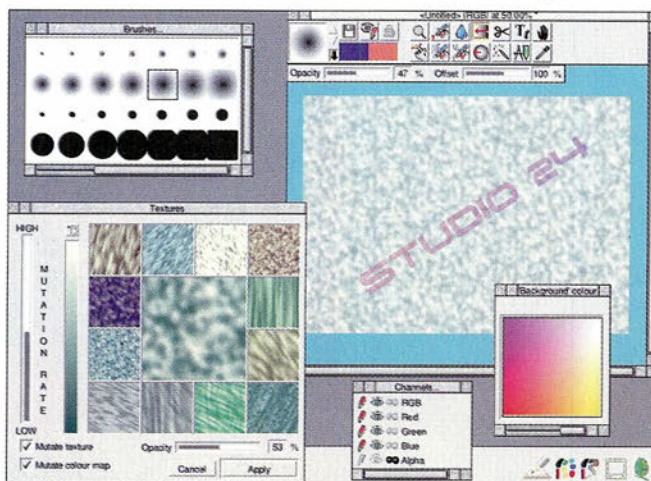 Brushes...
<Untitled> (RGB) at 50.00% *
Tf
Opacity 47 % Offset 100 %
STUDIO 24
Textures
HIGH
MUTATION RATE
LOW
Mutate texture
Mutate colour map
Opacity 53 %
Cancel Apply
'Background' colour
Channels...
RGB
Red
Green
Blue
Alpha